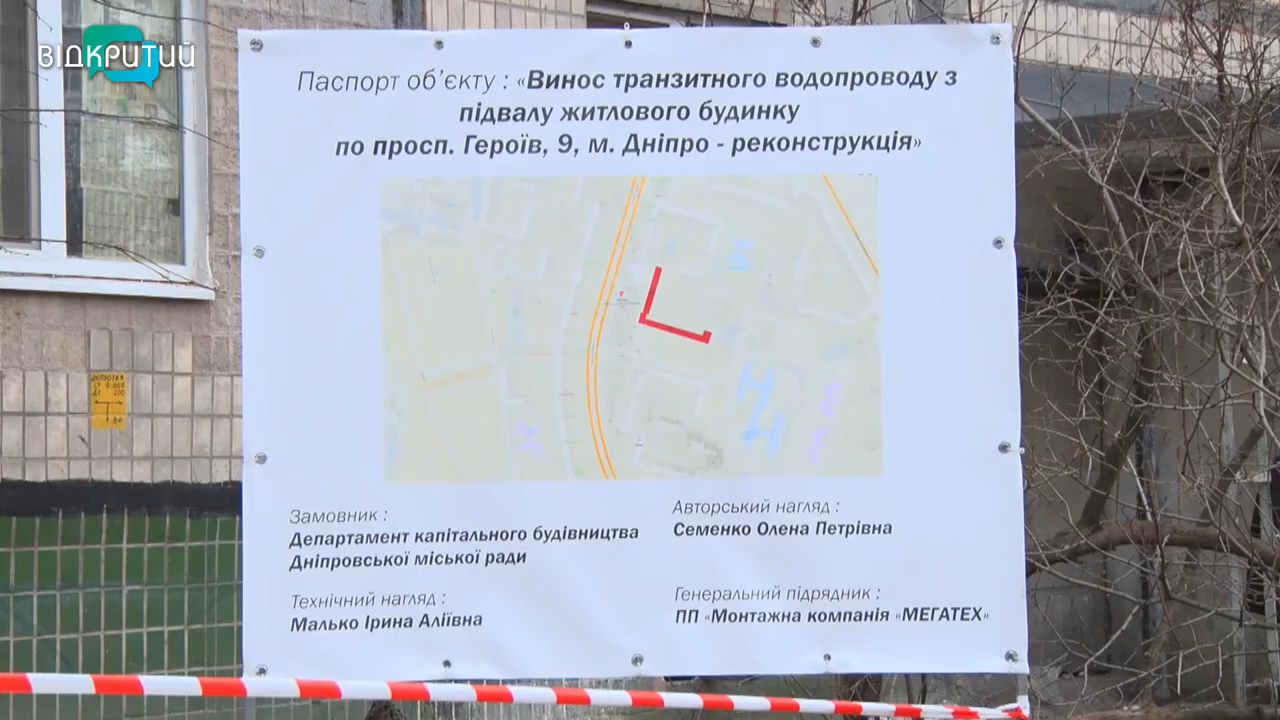 ВІДКРИТИЙ
Паспорт об'єкту : «Винос транзитного водопроводу з
підвалу житлового будинку
по просп. Героїв, 9, м. Дніпро - реконструкція»
Замовник :
Департамент капітального будівництва
Дніпровської міської ради
Технічний нагляд :
Малько Ірина Аліївна
Авторський нагляд :
Семенко Олена Петрівна
Генеральний підрядник :
ПП «Монтажна компанія «МЕГАТЕХ»